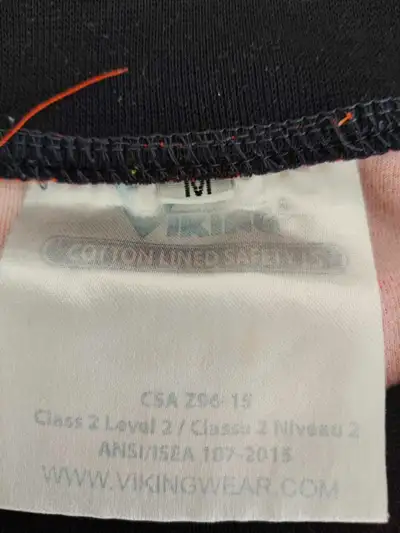 M
VIKING®
COTTON LINED SAFETY LS
CSA Z96-15
Class 2 Level 2 / Classe 2 Niveau 2
ANSI/ISEA 107-2015
WWW.VIKINGWEAR.COM